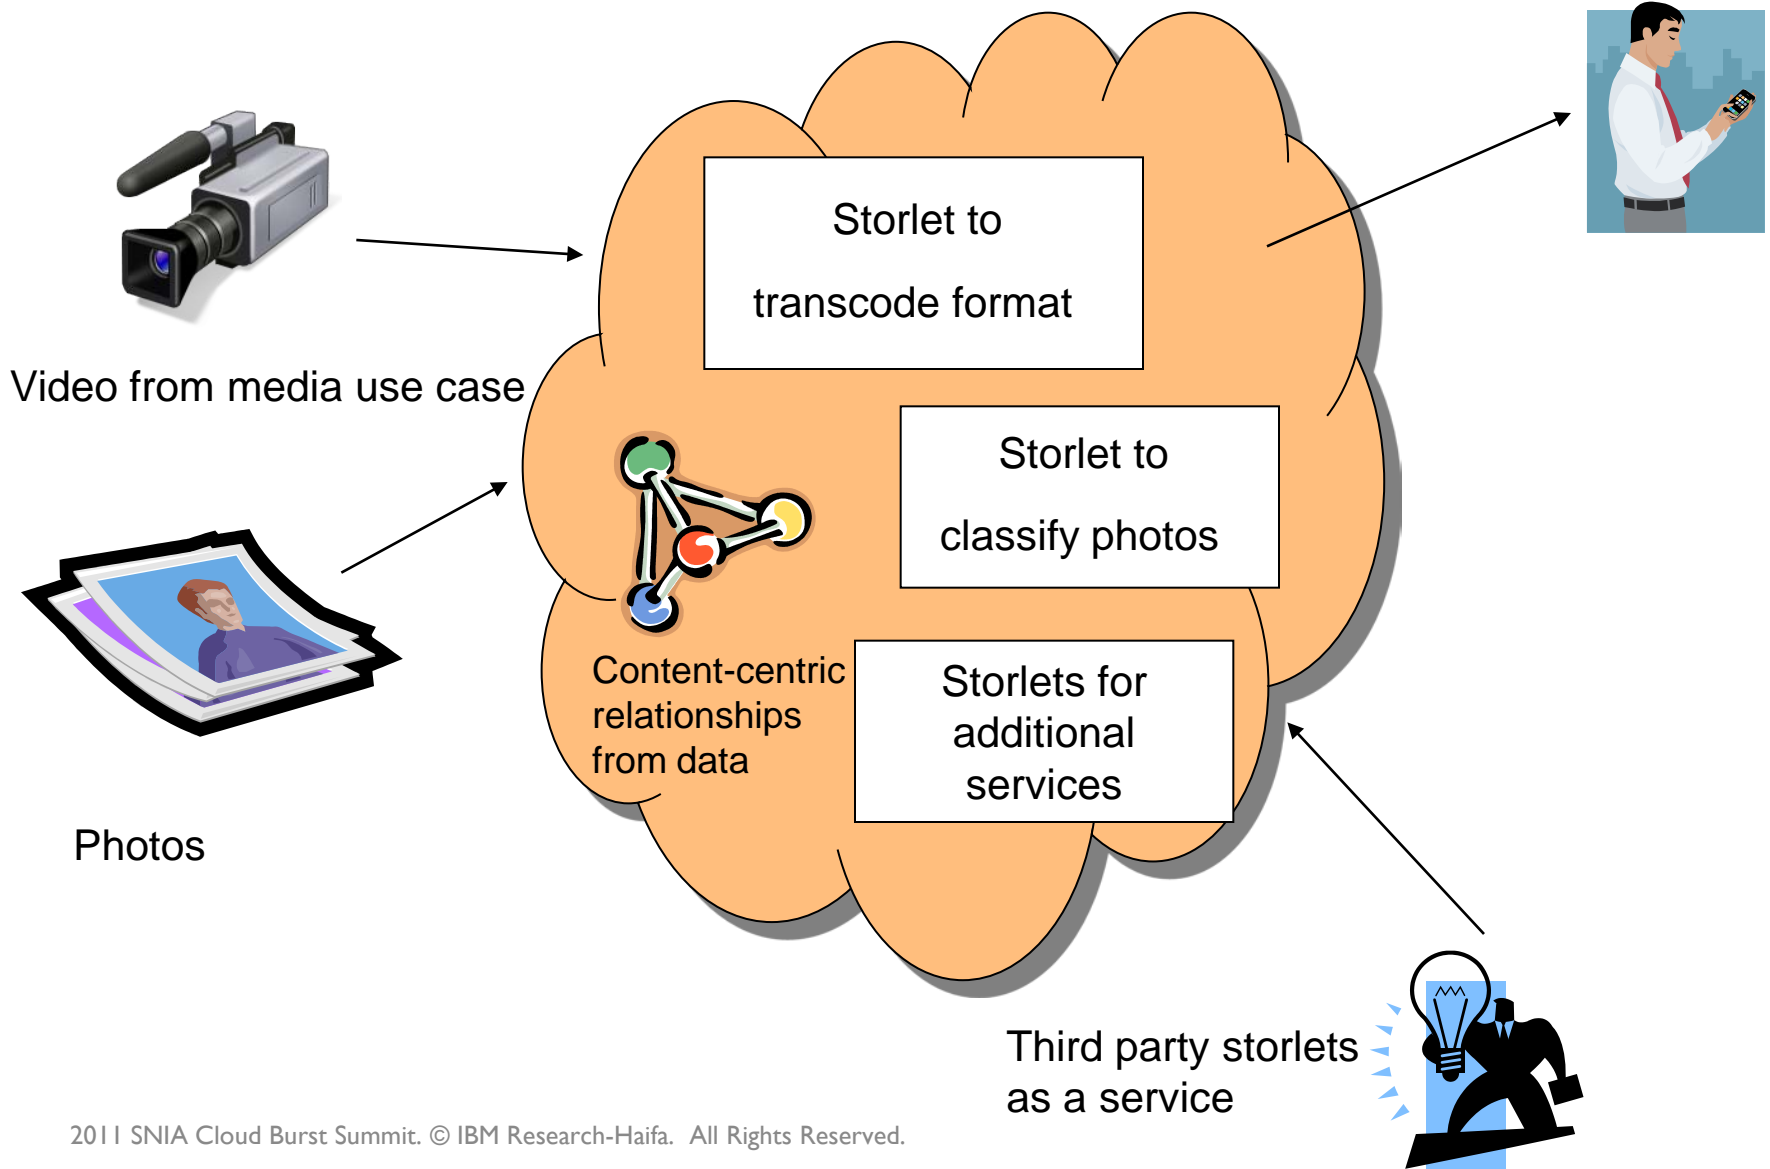 Storlet to
transcode format
Video from media use case
Storlet to
classify photos
Content-centric
relationships
from data
Storlets for
additional
services
Photos
Third party storlets
as a service
2011 SNIA Cloud Burst Summit. © IBM Research-Haifa. All Rights Reserved.